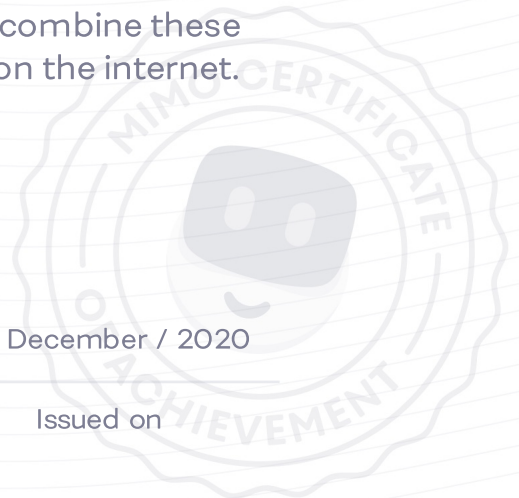 combine these
on the internet.
MIMO CERTIFICATE
OF ACHIEVEMENT
December / 2020
Issued on